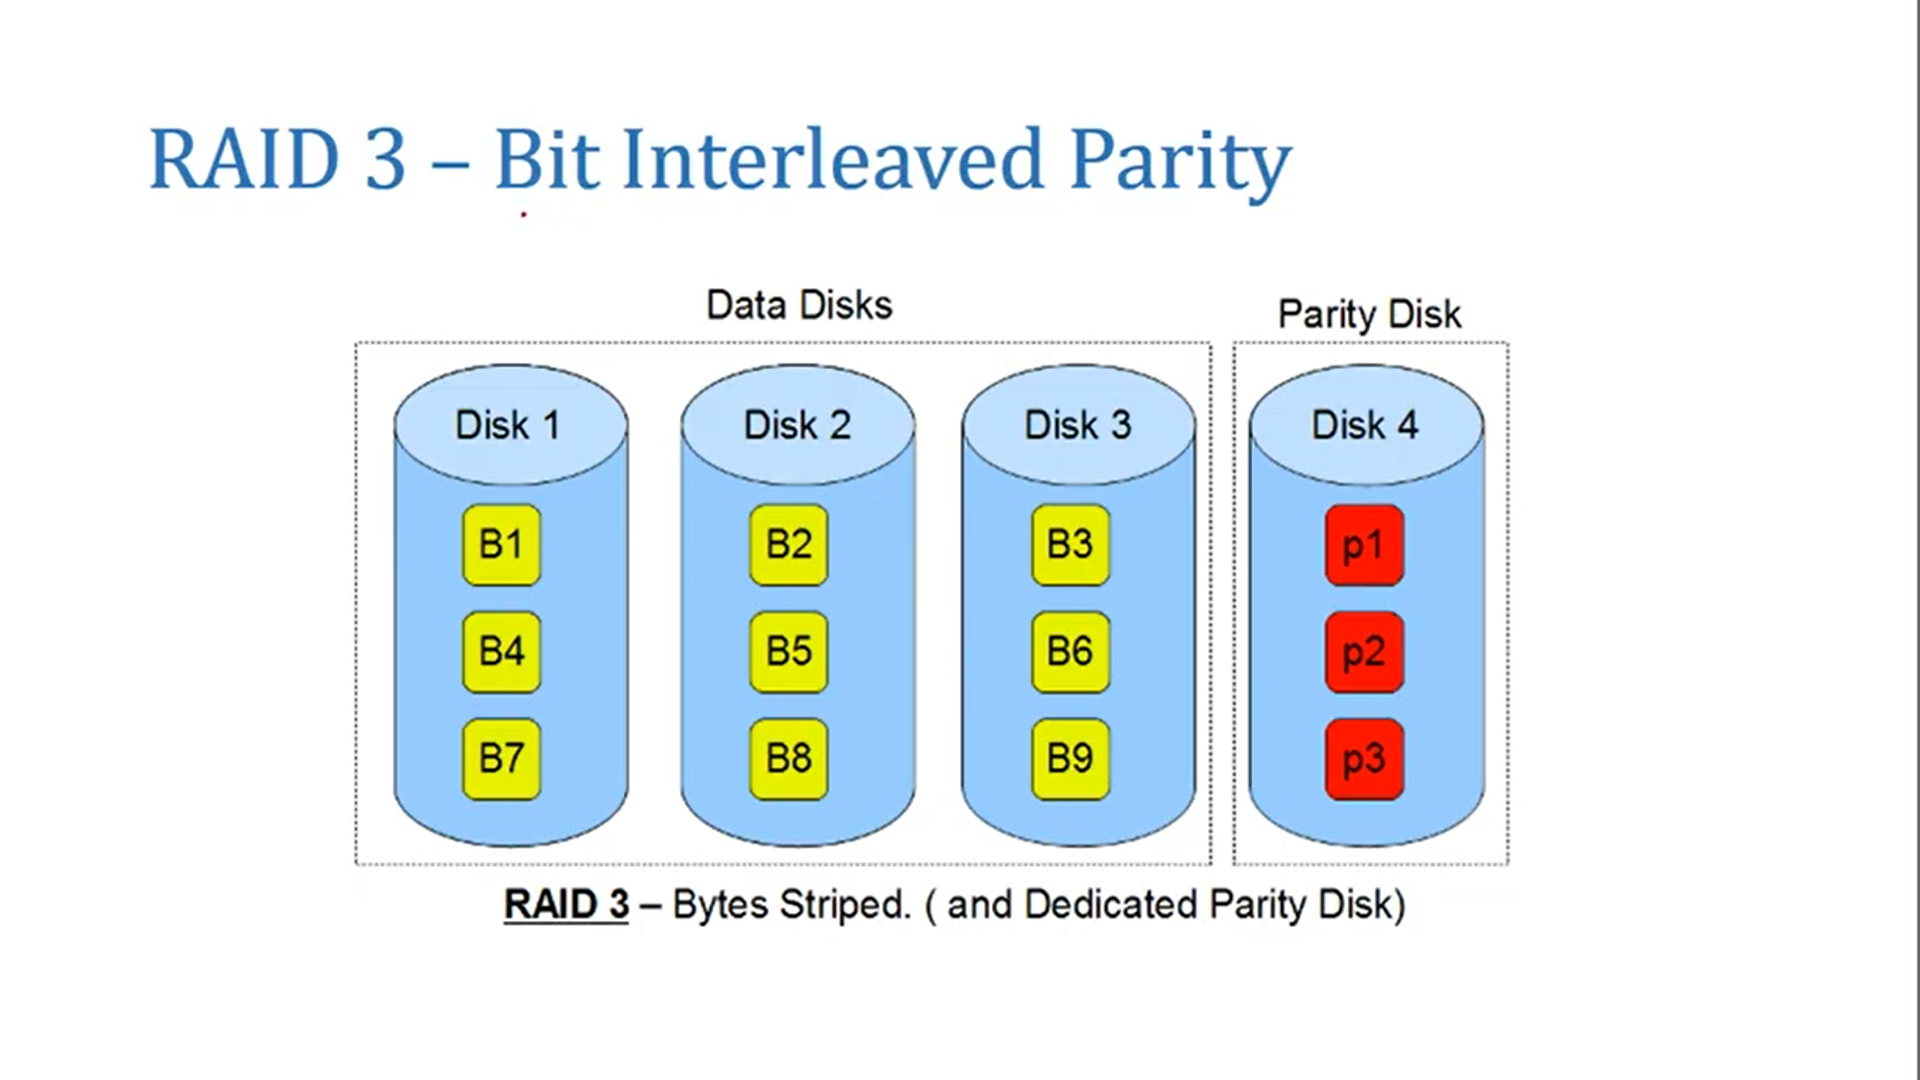 RAID 3 – Bit Interleaved Parity
Data Disks
Parity Disk
Disk 1
Disk 2
Disk 3
Disk 4
B1
B2
B3
p1
B4
B5
B6
p2
B7
B8
B9
p3
RAID 3 – Bytes Striped. ( and Dedicated Parity Disk)